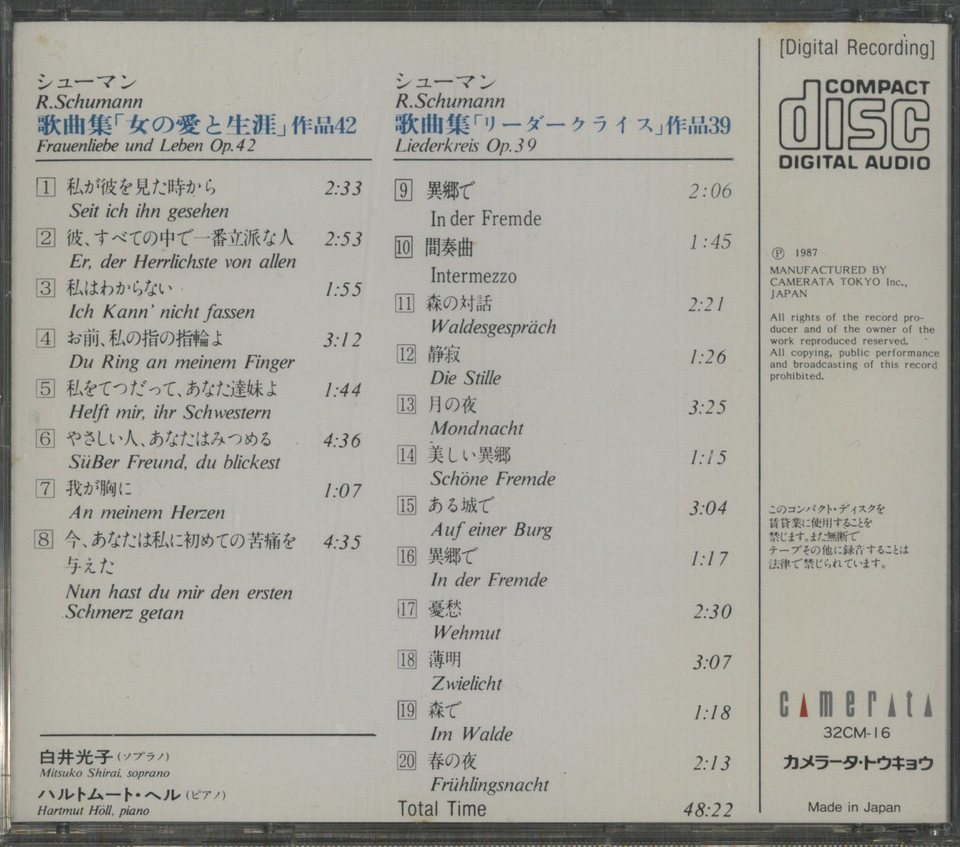 シューマン
R.Schumann
歌曲集「女の愛と生涯」作品42
Frauenliebe und Leben Op.42
1 私が彼を見た時から 2:33
Seit ich ihn gesehen
2 彼、すべての中で一番立派な人 2:53
Er, der Herrlichste von allen
3 私はわからない 1:55
Ich Kann' nicht fassen
4 お前、私の指の指輪よ 3:12
Du Ring an meinem Finger
5 私をてつだって、あなた達妹よ 1:44
Helft mir, ihr Schwestern
6 やさしい人、あなたはみつめる 4:36
SüBer Freund, du blickest
7 我が胸に 1:07
An meinem Herzen
8 今、あなたは私に初めての苦痛を 4:35
与えた
Nun hast du mir den ersten
Schmerz getan
白井光子(ソプラノ)
Mitsuko Shirai, soprano
ハルトムート・ヘル(ピアノ)
Hartmut Höll, piano
シューマン
R.Schumann
歌曲集「リーダークライス」作品39
Liederkreis Op.39
9 異郷で 2:06
In der Fremde
10 間奏曲 1:45
Intermezzo
11 森の対話 2:21
Waldesgespräch
12 静寂 1:26
Die Stille
13 月の夜 3:25
Mondnacht
14 美しい異郷 1:15
Schöne Fremde
15 ある城で 3:04
Auf einer Burg
16 異郷で 1:17
In der Fremde
17 憂愁 2:30
Wehmut
18 薄明 3:07
Zwielicht
19 森で 1:18
Im Walde
20 春の夜 2:13
Frühlingsnacht
Total Time 48:22
[Digital Recording]
COMPACT
disc
DIGITAL AUDIO
Ⓟ 1987
MANUFACTURED BY
CAMERATA TOKYO Inc.,
JAPAN
All rights of the record pro-
ducer and of the owner of the
work reproduced reserved.
All copying, public performance
and broadcasting of this record
prohibited.
このコンパクト・ディスクを
賃貸業に使用することを
禁じます。また無断で
テープその他に録音することは
法律で禁じられています。
camerata
32CM-16
カメラータ・トウキョウ
Made in Japan